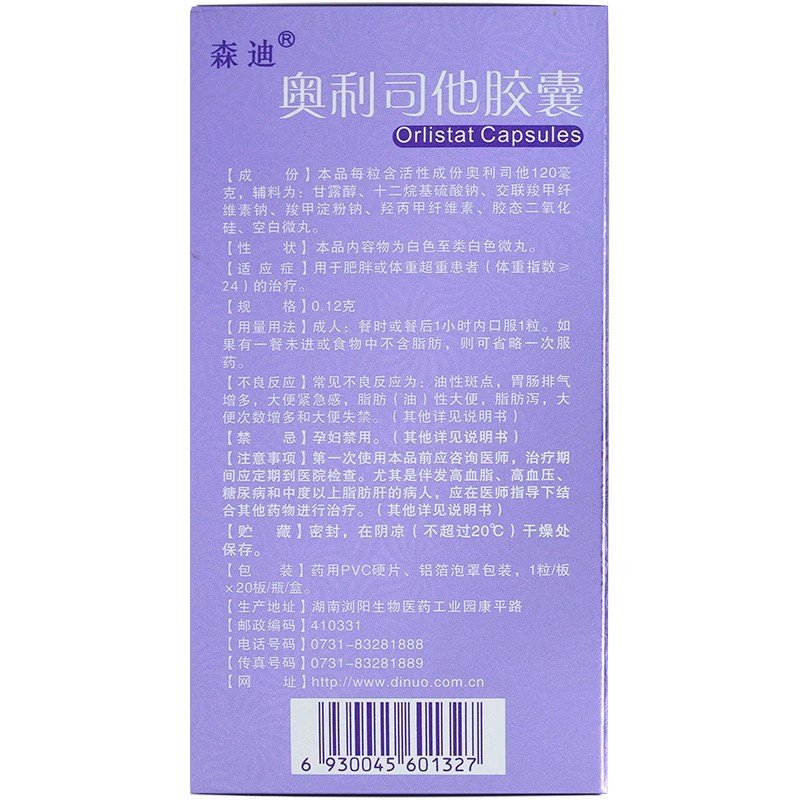 森迪®
奥利司他胶囊
Orlistat Capsules
【成 份】本品每粒含活性成份奥利司他120毫
克，辅料为：甘露醇、十二烷基硫酸钠、交联羧甲纤
维素钠、羧甲淀粉钠、羟丙甲纤维素、胶态二氧化
硅、空白微丸。
【性 状】本品内容物为白色至类白色微丸。
【适应症】用于肥胖或体重超重患者（体重指数≥
24）的治疗。
【规 格】0.12克
【用量用法】成人：餐时或餐后1小时内口服1粒。如
果有一餐未进或食物中不含脂肪，则可省略一次服
药。
【不良反应】常见不良反应为：油性斑点，胃肠排气
增多，大便紧急感，脂肪（油）性大便，脂肪泻，大
便次数增多和大便失禁。（其他详见说明书）
【禁 忌】孕妇禁用。（其他详见说明书）
【注意事项】第一次使用本品前应咨询医师，治疗期
间应定期到医院检查。尤其是伴发高血脂、高血压、
糖尿病和中度以上脂肪肝的病人，应在医师指导下结
合其他药物进行治疗。（其他详见说明书）
【贮 藏】密封，在阴凉（不超过20℃）干燥处
保存。
【包 装】药用PVC硬片、铝箔泡罩包装，1粒/板
×20板/瓶/盒。
【生产地址】湖南浏阳生物医药工业园康平路
【邮政编码】410331
【电话号码】0731-83281888
【传真号码】0731-83281889
【网 址】http://www.dinuo.com.cn
6 930045 601327